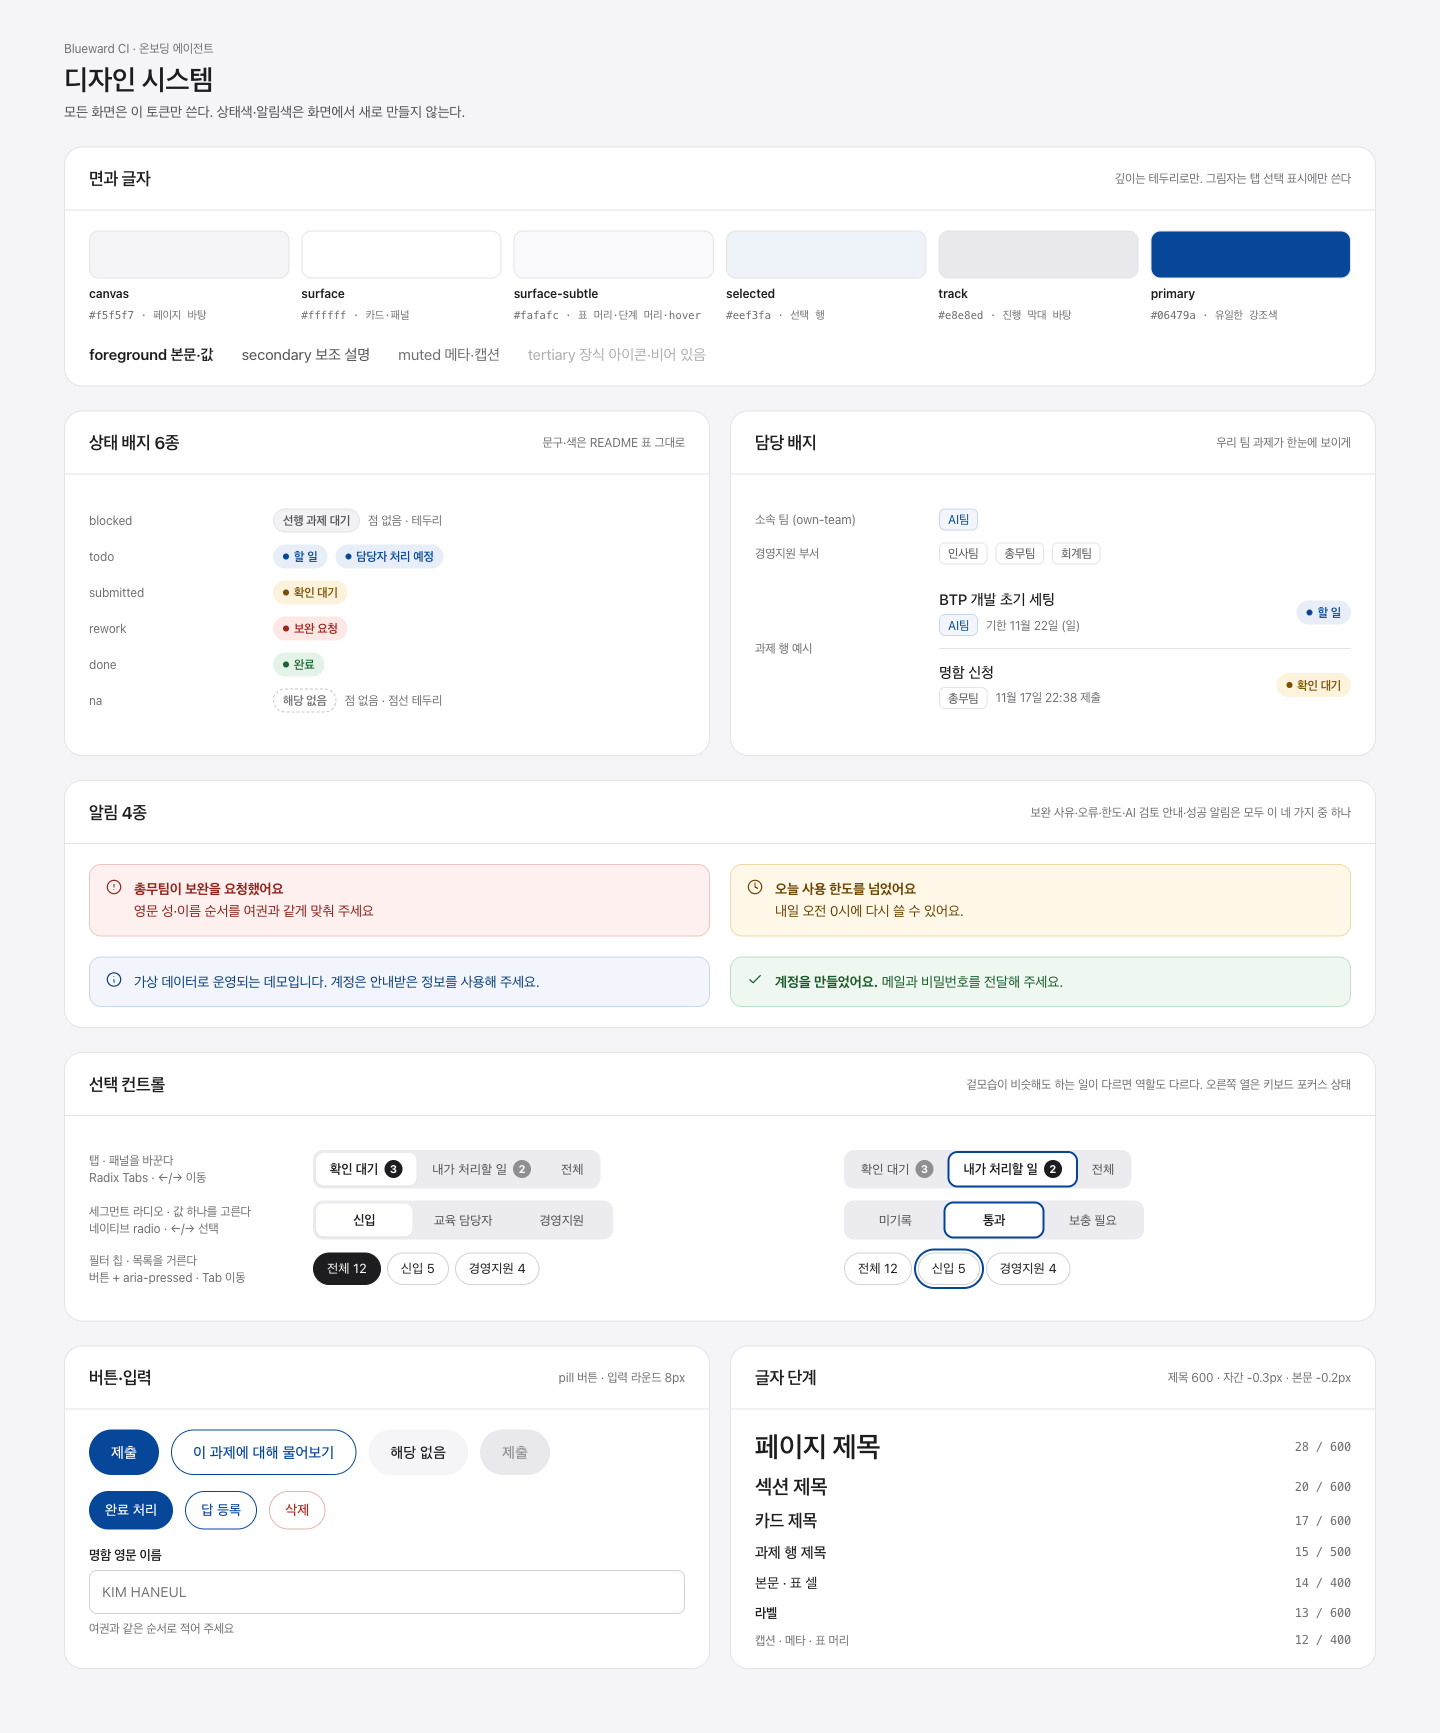 Blueward CI · 온보딩 에이전트
디자인 시스템
모든 화면은 이 토큰만 쓴다. 상태색·알림색은 화면에서 새로 만들지 않는다.
면과 글자
깊이는 테두리로만. 그림자는 탭 선택 표시에만 쓴다
canvas
#f5f5f7 · 페이지 바탕
surface
#ffffff · 카드·패널
surface-subtle
#fafafc · 표 머리·단계 머리·hover
selected
#eef3fa · 선택 행
track
#e8e8ed · 진행 막대 바탕
primary
#06479a · 유일한 강조색
foreground 본문·값
secondary 보조 설명
muted 메타·캡션
tertiary 장식 아이콘·비어 있음
상태 배지 6종
문구·색은 README 표 그대로
blocked
선행 과제 대기
점 없음 · 테두리
todo
할 일
담당자 처리 예정
submitted
확인 대기
rework
보완 요청
done
완료
na
해당 없음
점 없음 · 점선 테두리
담당 배지
우리 팀 과제가 한눈에 보이게
소속 팀 (own-team)
AI팀
경영지원 부서
인사팀
총무팀
회계팀
과제 행 예시
BTP 개발 초기 세팅
AI팀
기한 11월 22일 (일)
할 일
명함 신청
총무팀
11월 17일 22:38 제출
확인 대기
알림 4종
보완 사유·오류·한도·AI 검토 안내·성공 알림은 모두 이 네 가지 중 하나
총무팀이 보완을 요청했어요
영문 성·이름 순서를 여권과 같게 맞춰 주세요
오늘 사용 한도를 넘었어요
내일 오전 0시에 다시 쓸 수 있어요.
가상 데이터로 운영되는 데모입니다. 계정은 안내받은 정보를 사용해 주세요.
계정을 만들었어요. 메일과 비밀번호를 전달해 주세요.
선택 컨트롤
겉모습이 비슷해도 하는 일이 다르면 역할도 다르다. 오른쪽 열은 키보드 포커스 상태
탭 · 패널을 바꾼다
Radix Tabs · ←/→ 이동
확인 대기 3
내가 처리할 일 2
전체
확인 대기 3
내가 처리할 일 2
전체
세그먼트 라디오 · 값 하나를 고른다
네이티브 radio · ←/→ 선택
신입
교육 담당자
경영지원
미기록
통과
보충 필요
필터 칩 · 목록을 거른다
버튼 + aria-pressed · Tab 이동
전체 12
신입 5
경영지원 4
전체 12
신입 5
경영지원 4
버튼·입력
pill 버튼 · 입력 라운드 8px
제출
이 과제에 대해 물어보기
해당 없음
제출
완료 처리
답 등록
삭제
명함 영문 이름
KIM HANEUL
여권과 같은 순서로 적어 주세요
글자 단계
제목 600 · 자간 -0.3px · 본문 -0.2px
페이지 제목
28 / 600
섹션 제목
20 / 600
카드 제목
17 / 600
과제 행 제목
15 / 500
본문 · 표 셀
14 / 400
라벨
13 / 600
캡션 · 메타 · 표 머리
12 / 400